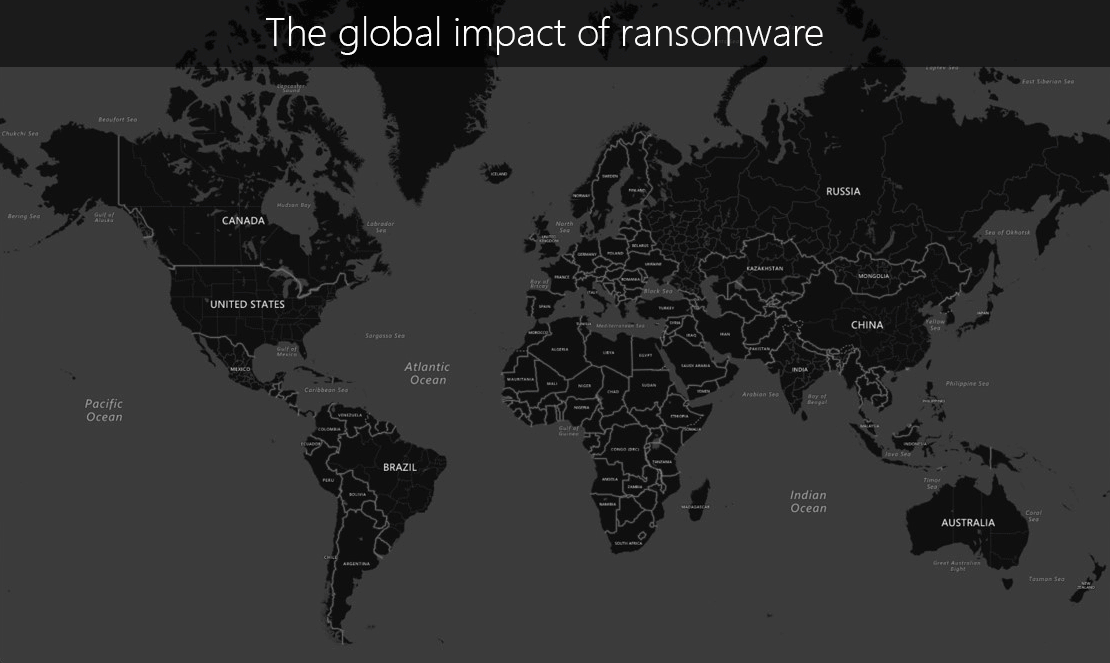 The global impact of ransomware
Laptev Sea
East Siberian Sea
Lancaster
Sound
Beaufort Sea
Chukchi Sea
ICELAND
SWEDEN
FINLAND
NORWAY
RUSSIA
Hudson Bay
Bering Sea
Gulf of
Alaska
CANADA
Labrador
Sea
North
Sea
Sea of Okhotsk
UNITED
KINGDOM
BELARUS
GERMANY
POLAND
UKRAINE
KAZAKHSTAN
MONGOLIA
FRANCE
ROMANIA
Bay of
Biscay
ITALY
Black Sea
UNITED STATES
SPAIN
TURKEY
JAPAN
CHINA
Yellow
Sea
Sargasso Sea
TUNISIA
Mediterranean Sea
SYRIA
MOROCCO
IRAQ
IRAN
Gulf of
Mexico
ALGERIA
LIBYA
EGYPT
PAKISTAN
MEXICO
Atlantic
Ocean
SAUDI ARABIA
INDIA
MAURITANIA
MALI
NIGER
CHAD
SUDAN
YEMEN
Philippine Sea
Caribbean Sea
Arabian Sea
Bay of
Bengal
PHILIPPINES
Pacific
Ocean
NIGERIA
VENEZUELA
ETHIOPIA
COLOMBIA
Gulf of
Guinea
SOMALIA
MALAYSIA
ECUADOR
CONGO (DRC)
INDONESIA
Java Sea
BRAZIL
TANZANIA
PERU
ANGOLA
ZAMBIA
Timor
Sea
BOLIVIA
Indian
Ocean
NAMIBIA
MADAGASCAR
Coral
Sea
AUSTRALIA
SOUTH AFRICA
CHILE
ARGENTINA
Great Australian
Bight
Tasman Sea
NEW
ZEALAND